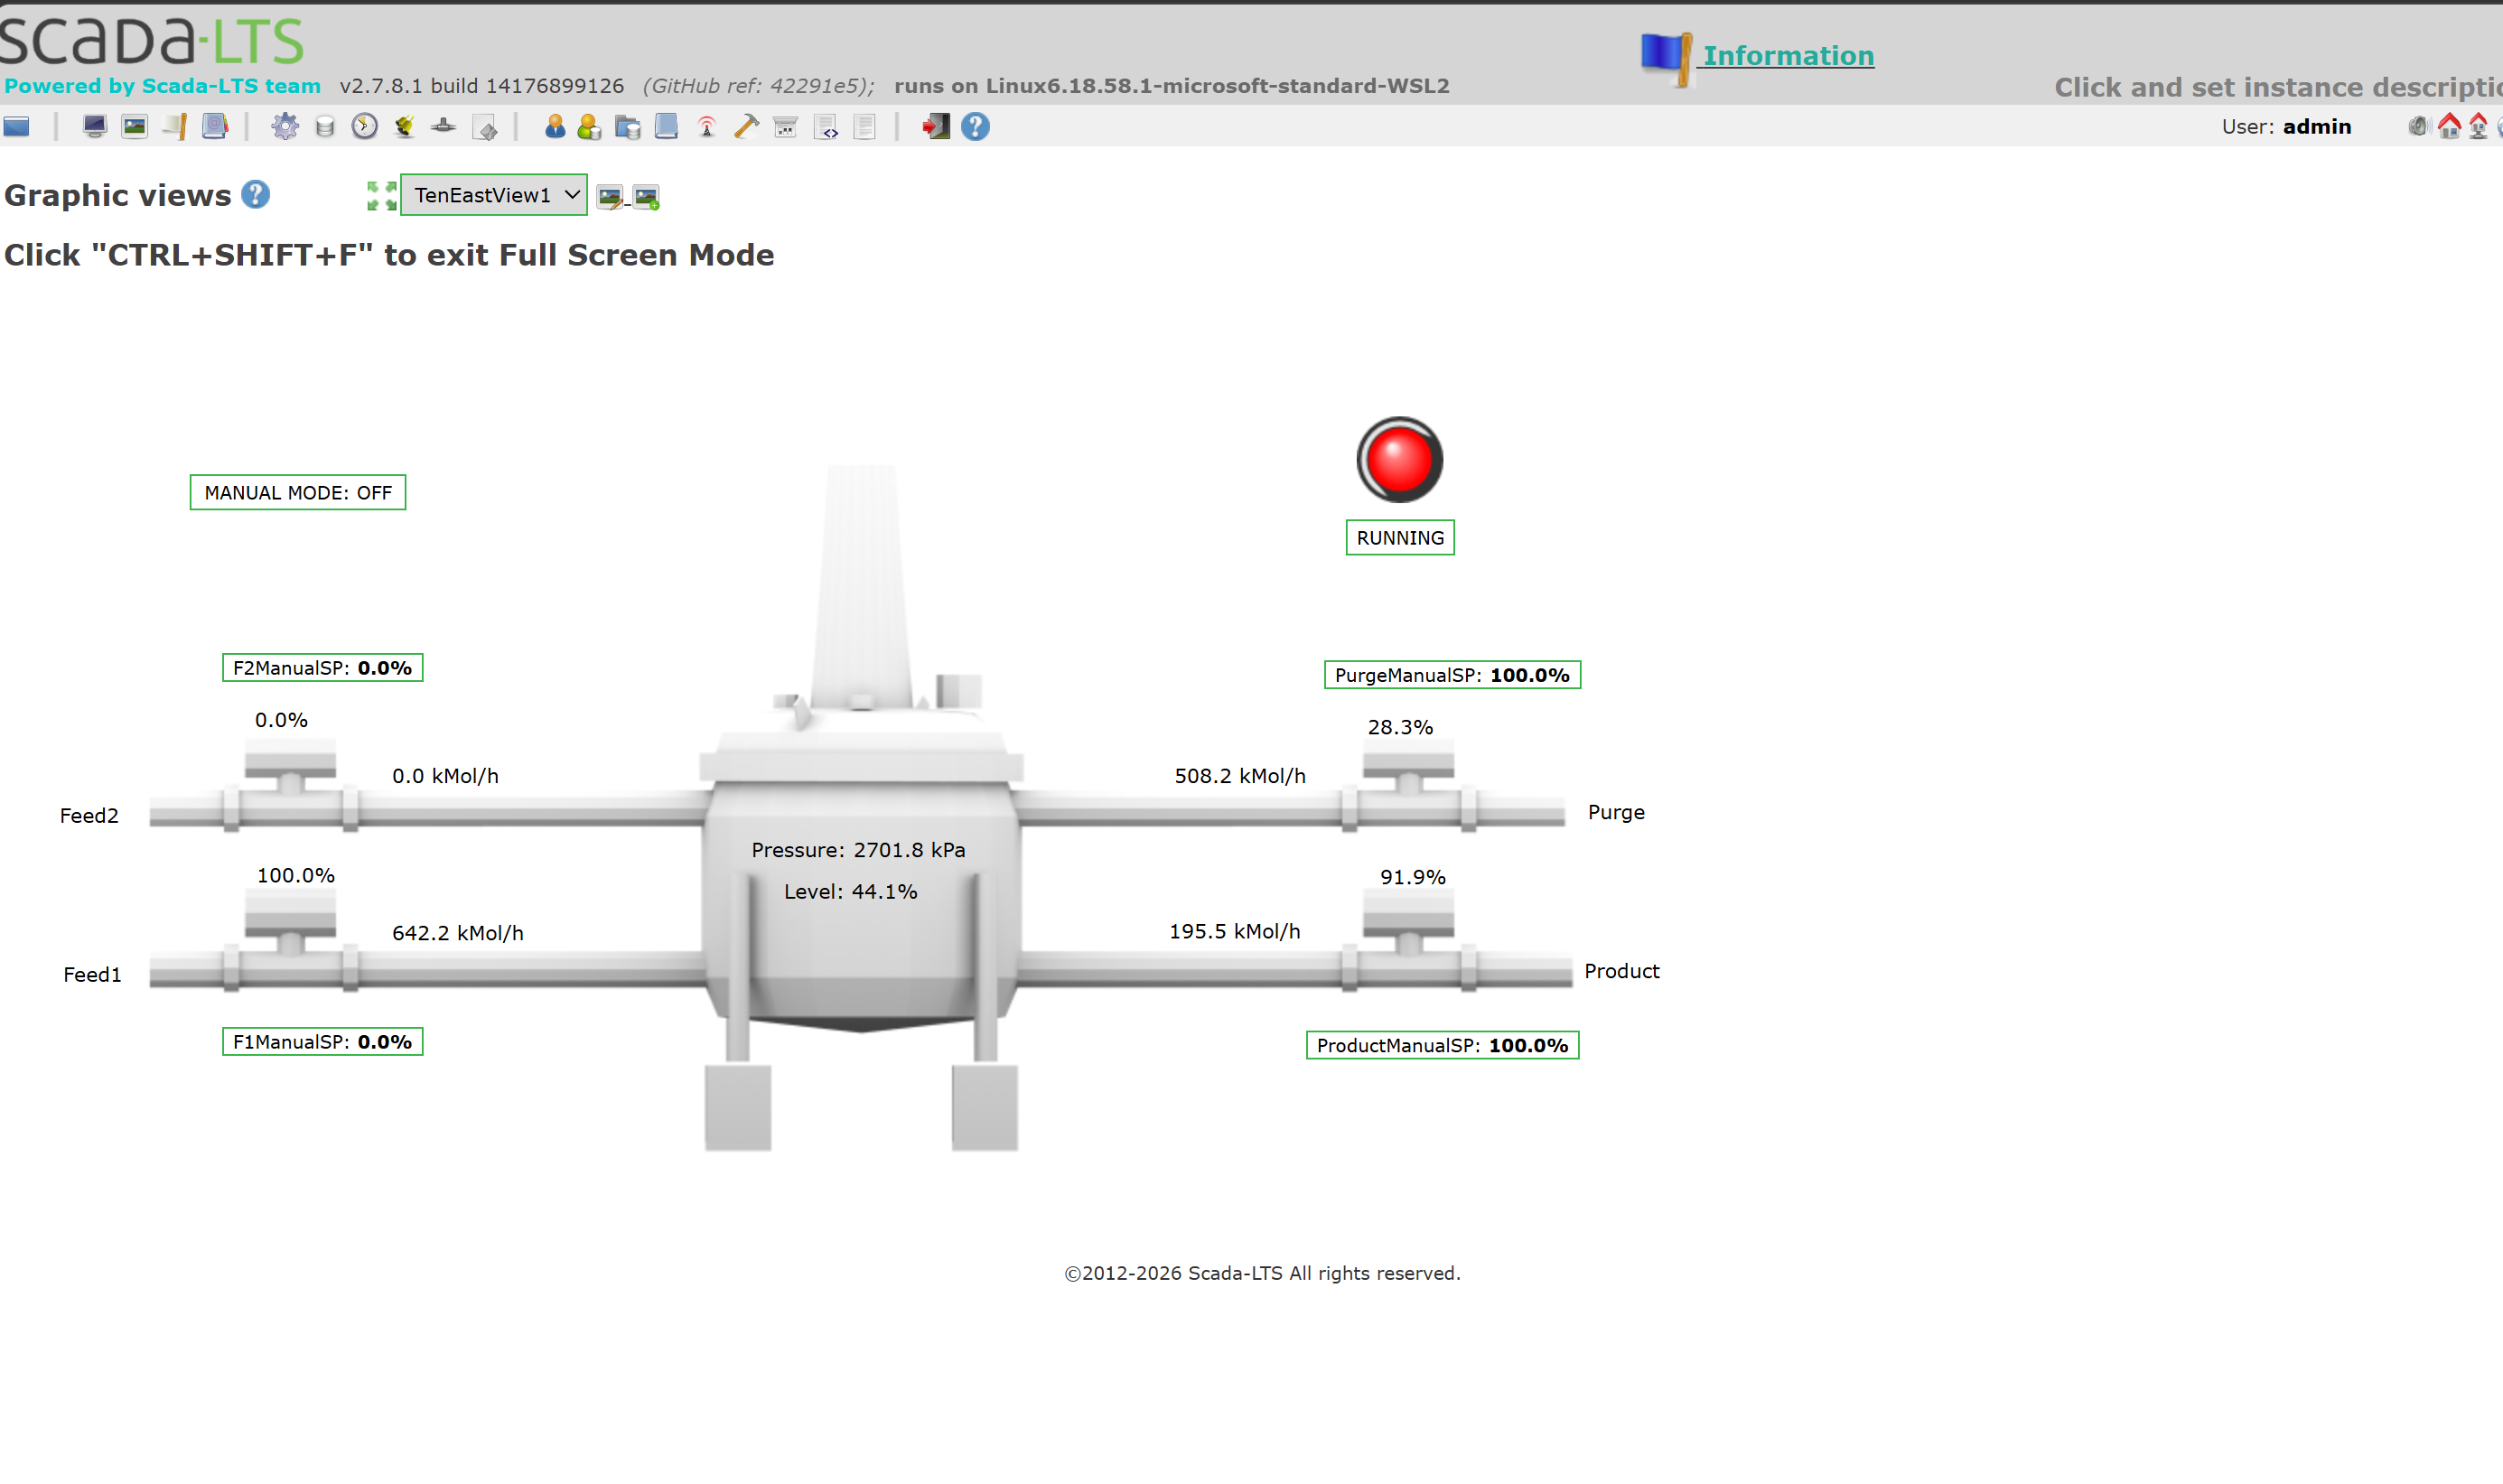 SCADA-LTS
Information
Powered by Scada-LTS team v2.7.8.1 build 14176899126 (GitHub ref: 42291e5); runs on Linux6.18.58.1-microsoft-standard-WSL2
Click and set instance descriptio
User: admin
Graphic views
TenEastView1
Click "CTRL+SHIFT+F" to exit Full Screen Mode
MANUAL MODE: OFF
RUNNING
F2ManualSP: 0.0%
PurgeManualSP: 100.0%
0.0%
28.3%
0.0 kMol/h
508.2 kMol/h
Feed2
Purge
Pressure: 2701.8 kPa
Level: 44.1%
100.0%
91.9%
642.2 kMol/h
195.5 kMol/h
Feed1
Product
F1ManualSP: 0.0%
ProductManualSP: 100.0%
©2012-2026 Scada-LTS All rights reserved.